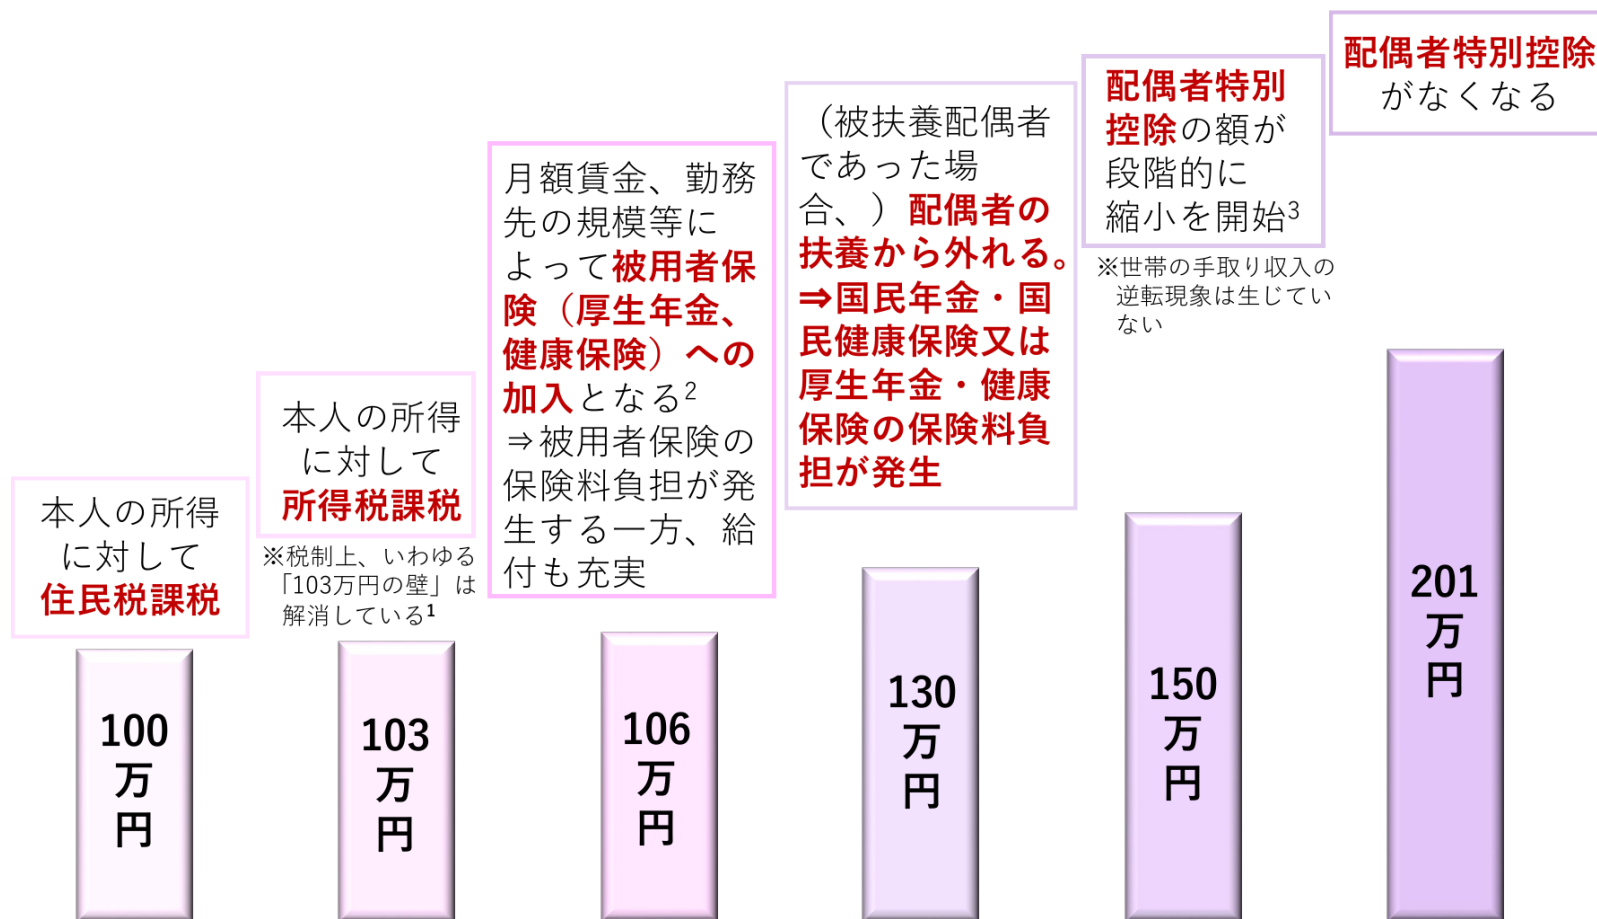 本人の所得
に対して
住民税課税
100
万
円
本人の所得
に対して
所得税課税
※税制上、いわゆる
「103万円の壁」は
解消している¹
103
万
円
月額賃金、勤務
先の規模等に
よって被用者保
険（厚生年金、
健康保険）への
加入となる²
⇒被用者保険の
保険料負担が発
生する一方、給
付も充実
106
万
円
（被扶養配偶者
であった場
合、）配偶者の
扶養から外れる。
⇒国民年金・国
民健康保険又は
厚生年金・健康
保険の保険料負
担が発生
130
万
円
配偶者特別
控除の額が
段階的に
縮小を開始³
※世帯の手取り収入の
逆転現象は生じてい
ない
150
万
円
配偶者特別控除
がなくなる
201
万
円